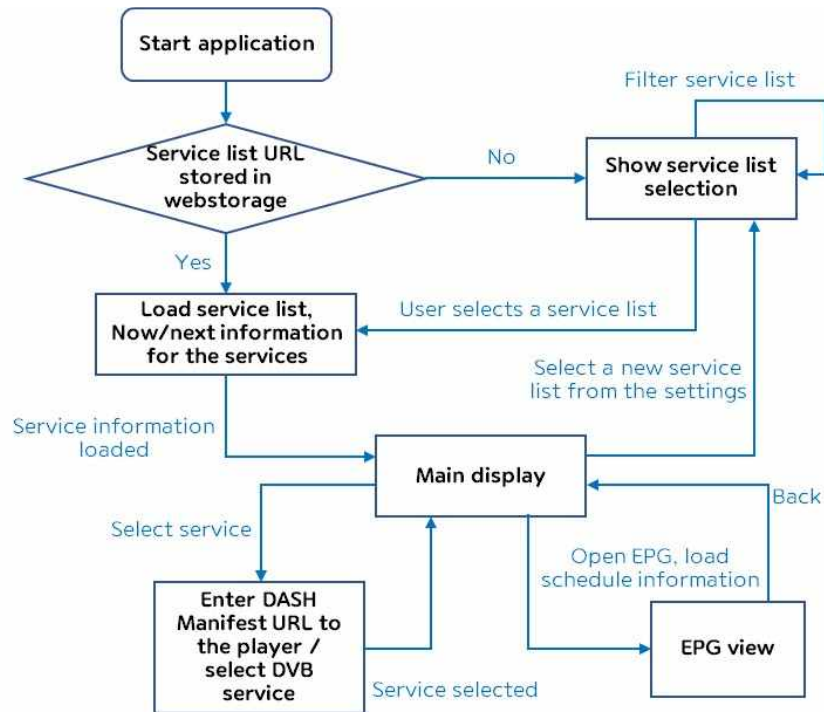 Start application
Filter service list
Service list URL
stored in
webstorage
No
Show service list
selection
Yes
Load service list,
Now/next information
for the services
User selects a service list
Select a new service
list from the settings
Service information
loaded
Main display
Back
Select service
Open EPG, load
schedule information
Enter DASH
Manifest URL to
the player /
select DVB
service
EPG view
Service selected